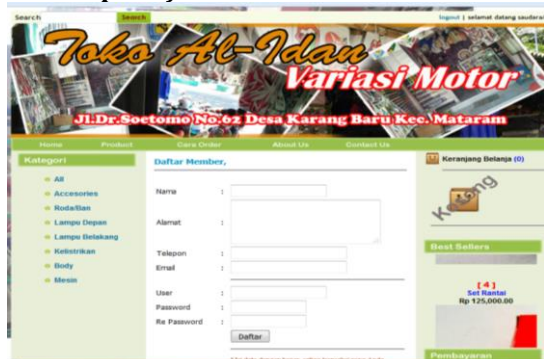 Search
Search
logout | selamat datang saudara
Toko Al-Idan
Variasi Motor
Jl.Dr.Soetomo No.62 Desa Karang Baru Kec. Mataram
Home Product Cara Order About Us Contact Us
Kategori
All
Accesories
Roda/Ban
Lampu Depan
Lampu Belakang
Kelistrikan
Body
Mesin
Daftar Member,
Nama :
Alamat :
Telepon :
Email :
User :
Password :
Re Password :
Daftar
Keranjang Belanja (0)
Kosong
Best Sellers
[4]
Set Rantai
Rp 125,000.00
Pembayaran